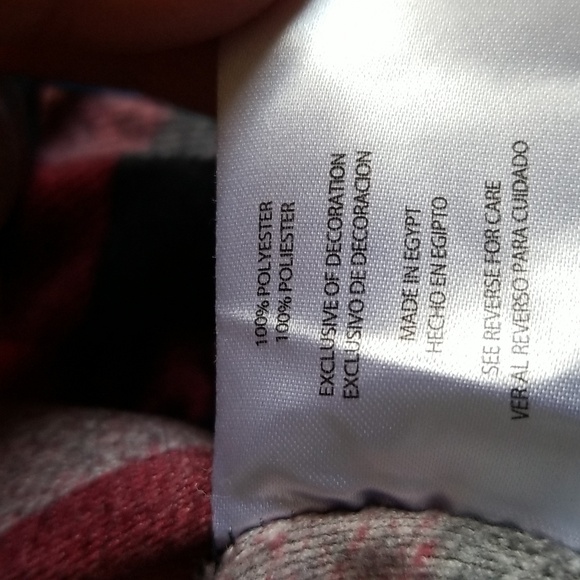 100% POLYESTER
100% POLIESTER
EXCLUSIVE OF DECORATION
EXCLUSIVO DE DECORACION
MADE IN EGYPT
HECHO EN EGIPTO
SEE REVERSE FOR CARE
VER AL REVERSO PARA CUIDADO